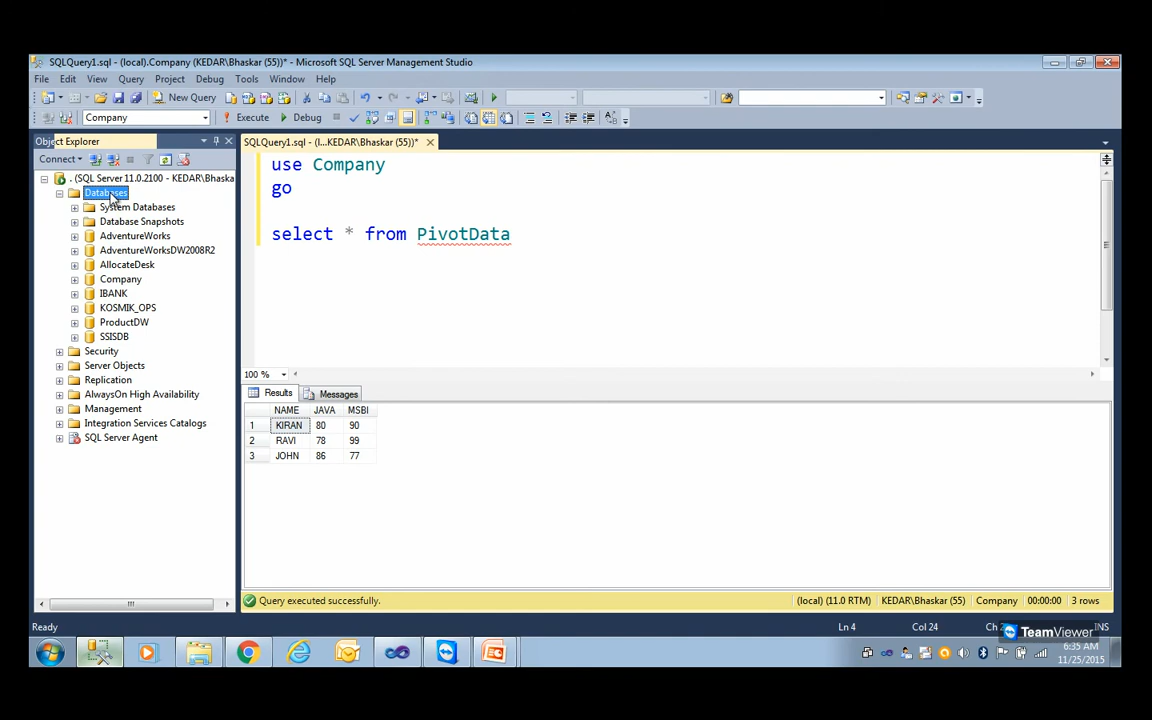 SQLQuery1.sql - (local).Company (KEDAR\Bhaskar (55))* - Microsoft SQL Server Management Studio
File Edit View Query Project Debug Tools Window Help
New Query
Company Execute Debug
Object Explorer
SQLQuery1.sql - (l...KEDAR\Bhaskar (55))*
Connect
. (SQL Server 11.0.2100 - KEDAR\Bhaska
Databases
System Databases
Database Snapshots
AdventureWorks
AdventureWorksDW2008R2
AllocateDesk
Company
IBANK
KOSMIK_OPS
ProductDW
SSISDB
Security
Server Objects
Replication
AlwaysOn High Availability
Management
Integration Services Catalogs
SQL Server Agent
use Company
go
select * from PivotData
100 %
Results Messages
NAME JAVA MSBI
1 KIRAN 80 90
2 RAVI 78 99
3 JOHN 86 77
Query executed successfully. (local) (11.0 RTM) KEDAR\Bhaskar (55) Company 00:00:00 3 rows
Ready Ln 4 Col 24 Ch INS
TeamViewer
6:35 AM
11/25/2015